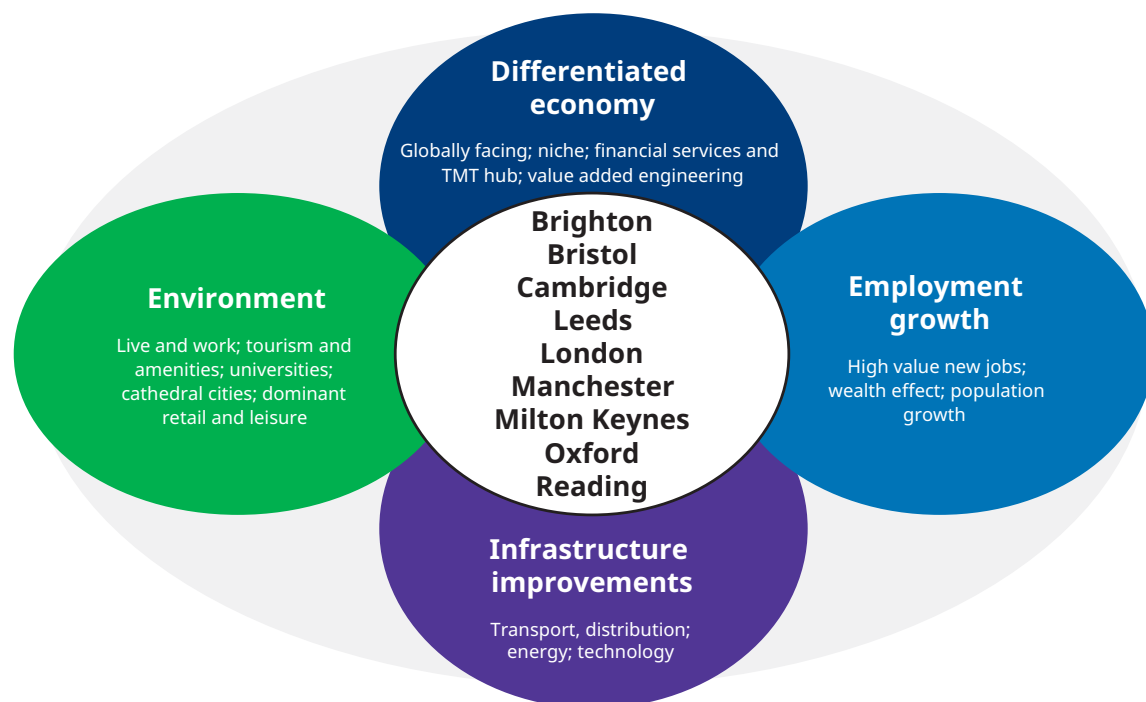 Differentiated
economy
Globally facing; niche; financial services and
TMT hub; value added engineering
Environment
Live and work; tourism and
amenities; universities;
cathedral cities; dominant
retail and leisure
Brighton
Bristol
Cambridge
Leeds
London
Manchester
Milton Keynes
Oxford
Reading
Employment
growth
High value new jobs;
wealth effect; population
growth
Infrastructure
improvements
Transport, distribution;
energy; technology